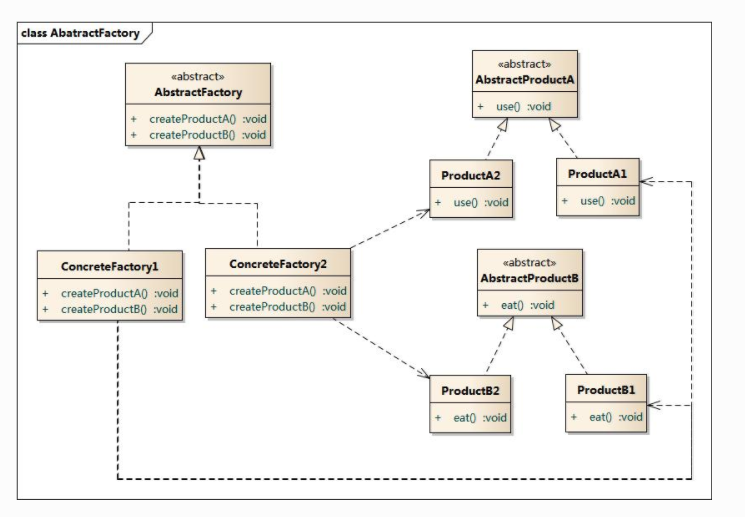 class AbatractFactory
«abstract»
AbstractFactory
+ createProductA() :void
+ createProductB() :void
«abstract»
AbstractProductA
+ use() :void
ProductA2
+ use() :void
ProductA1
+ use() :void
ConcreteFactory1
+ createProductA() :void
+ createProductB() :void
ConcreteFactory2
+ createProductA() :void
+ createProductB() :void
«abstract»
AbstractProductB
+ eat() :void
ProductB2
+ eat() :void
ProductB1
+ eat() :void